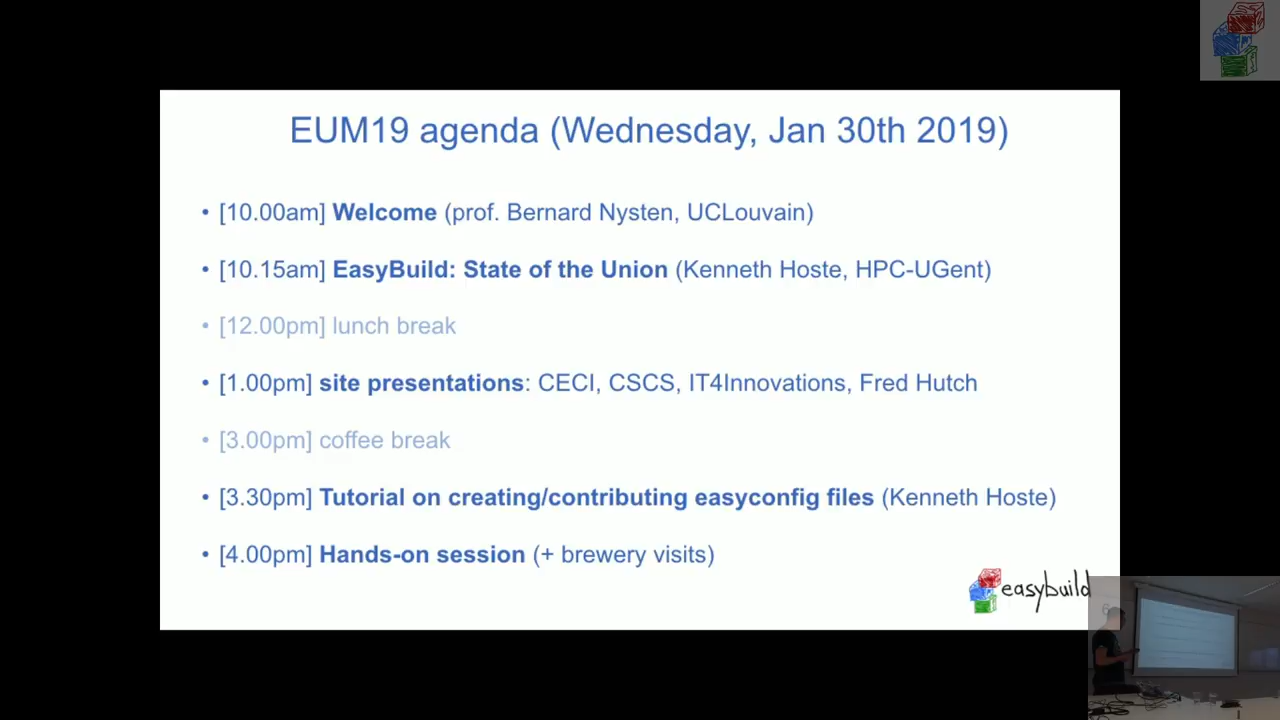 EUM19 agenda (Wednesday, Jan 30th 2019)
• [10.00am] Welcome (prof. Bernard Nysten, UCLouvain)
• [10.15am] EasyBuild: State of the Union (Kenneth Hoste, HPC-UGent)
• [12.00pm] lunch break
• [1.00pm] site presentations: CECI, CSCS, IT4Innovations, Fred Hutch
• [3.00pm] coffee break
• [3.30pm] Tutorial on creating/contributing easyconfig files (Kenneth Hoste)
• [4.00pm] Hands-on session (+ brewery visits)
easybuild
6